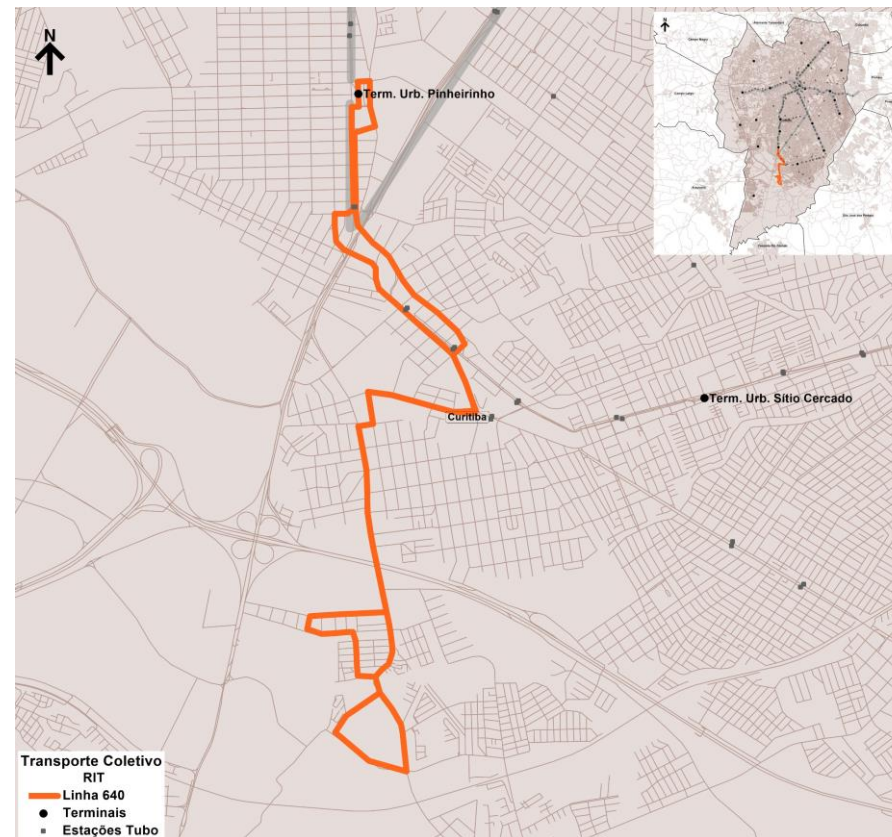 N
Term. Urb. Pinheirinho
Term. Urb. Sítio Cercado
Curitiba
Transporte Coletivo
RIT
Linha 640
Terminais
Estações Tubo